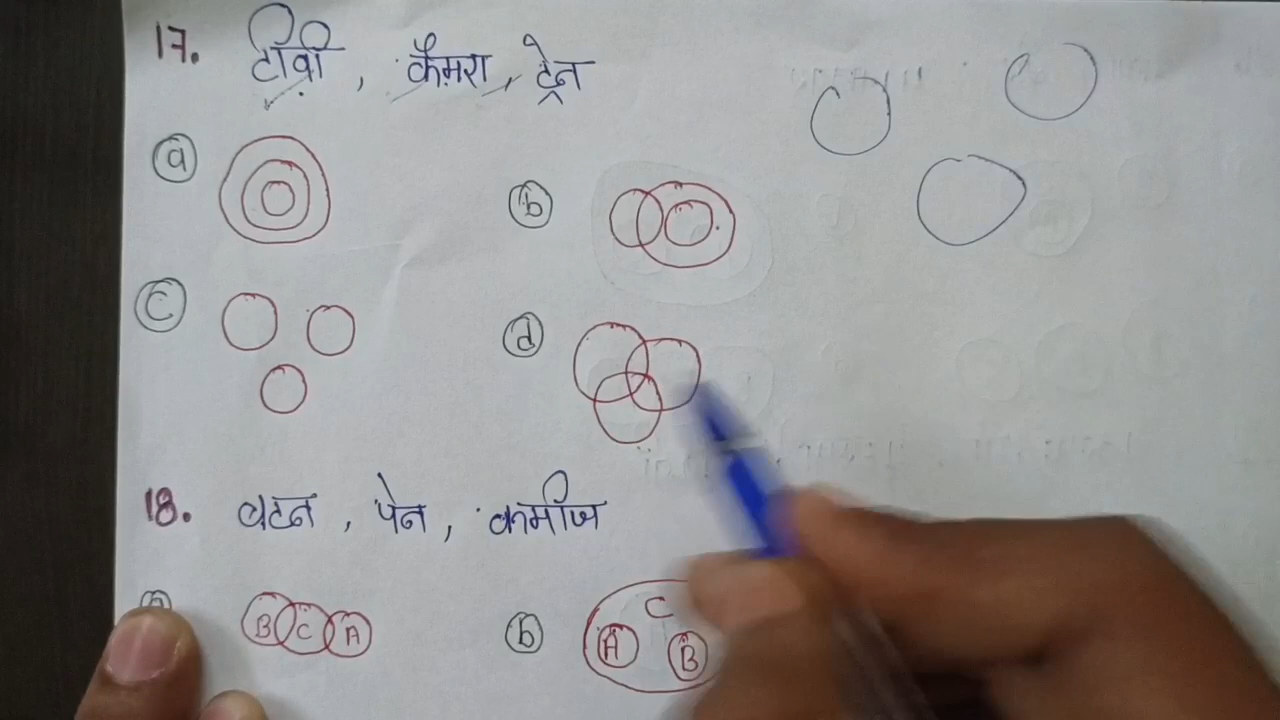 17. टीवी, कैमरा, ट्रेन
a b
c d
18. बटन, पेन, कमीज
B C A b C A B